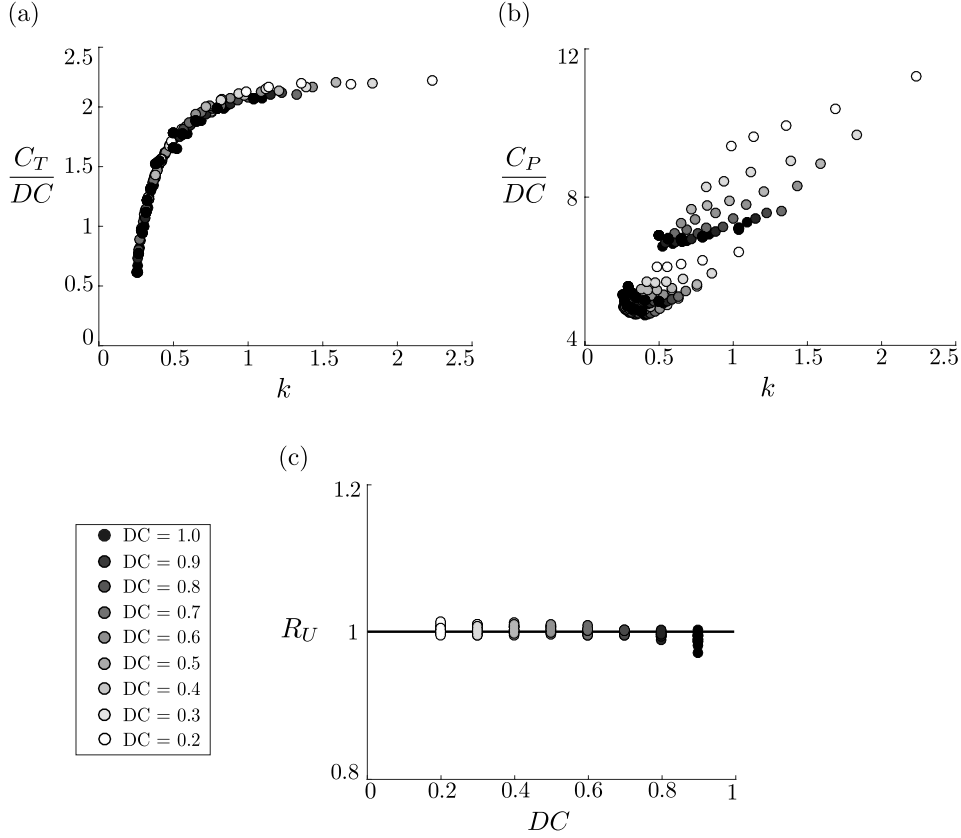 (a)
2.5
2
1.5
1
0.5
0
C_T
DC
0
0.5
1
1.5
2
2.5
k
(b)
12
8
4
C_P
DC
0
0.5
1
1.5
2
2.5
k
(c)
1.2
1
0.8
R_U
0
0.2
0.4
0.6
0.8
1
DC
DC = 1.0
DC = 0.9
DC = 0.8
DC = 0.7
DC = 0.6
DC = 0.5
DC = 0.4
DC = 0.3
DC = 0.2